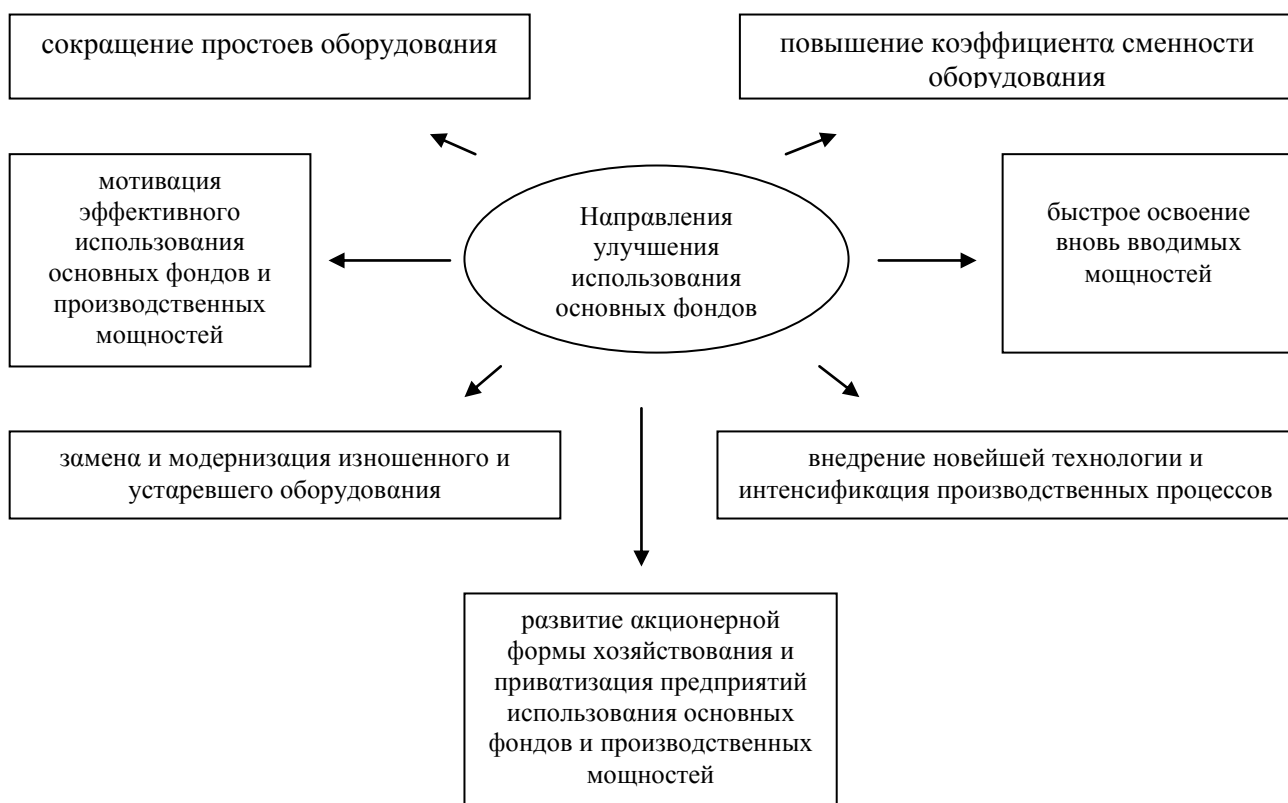 сокращение простоев оборудования
повышение коэффициента сменности
оборудования
мотивация
эффективного
использования
основных фондов и
производственных
мощностей
Направления
улучшения
использования
основных фондов
быстрое освоение
вновь вводимых
мощностей
замена и модернизация изношенного и
устаревшего оборудования
внедрение новейшей технологии и
интенсификация производственных процессов
развитие акционерной
формы хозяйствования и
приватизация предприятий
использования основных
фондов и производственных
мощностей